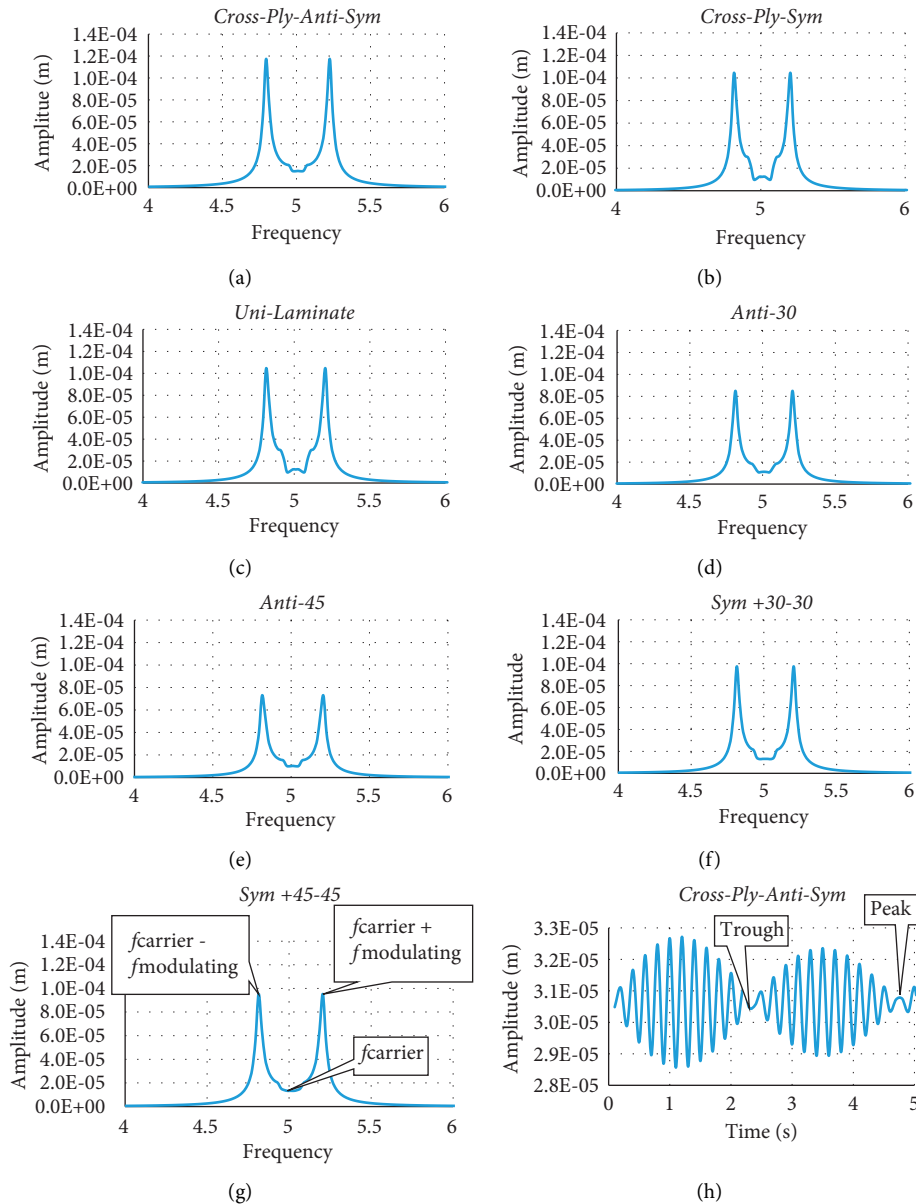 Cross-Ply-Anti-Sym
Amplitue (m)
1.4E-04
1.2E-04
1.0E-04
8.0E-05
6.0E-05
4.0E-05
2.0E-05
0.0E+00
4 4.5 5 5.5 6
Frequency
(a)
Cross-Ply-Sym
Amplitude (m)
1.4E-04
1.2E-04
1.0E-04
8.0E-05
6.0E-05
4.0E-05
2.0E-05
0.0E+00
4 5 6
Frequency
(b)
Uni-Laminate
Amplitude (m)
1.4E-04
1.2E-04
1.0E-04
8.0E-05
6.0E-05
4.0E-05
2.0E-05
0.0E+00
4 4.5 5 5.5 6
Frequency
(c)
Anti-30
Amplitude (m)
1.4E-04
1.2E-04
1.0E-04
8.0E-05
6.0E-05
4.0E-05
2.0E-05
0.0E+00
4 4.5 5 5.5 6
Frequency
(d)
Anti-45
Amplitude (m)
1.4E-04
1.2E-04
1.0E-04
8.0E-05
6.0E-05
4.0E-05
2.0E-05
0.0E+00
4 4.5 5 5.5 6
Frequency
(e)
Sym +30-30
Amplitude
1.4E-04
1.2E-04
1.0E-04
8.0E-05
6.0E-05
4.0E-05
2.0E-05
0.0E+00
4 4.5 5 5.5 6
Frequency
(f)
Sym +45-45
Amplitude (m)
1.4E-04
1.2E-04
1.0E-04
8.0E-05
6.0E-05
4.0E-05
2.0E-05
0.0E+00
fcarrier -
fmodulating
fcarrier +
fmodulating
fcarrier
4 4.5 5 5.5 6
Frequency
(g)
Cross-Ply-Anti-Sym
Amplitude (m)
3.3E-05
3.2E-05
3.1E-05
3.0E-05
2.9E-05
2.8E-05
Trough
Peak
0 1 2 3 4 5
Time (s)
(h)